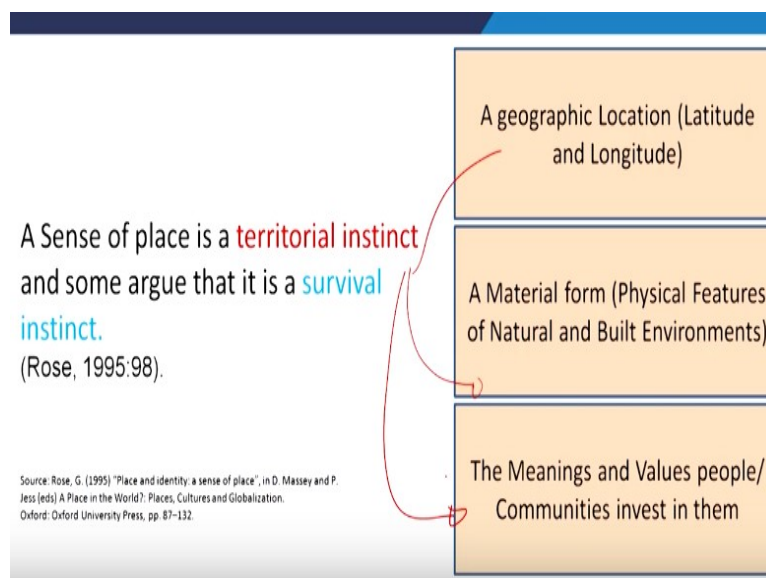 A Sense of place is a territorial instinct
and some argue that it is a survival
instinct.
(Rose, 1995:98).
Source: Rose, G. (1995) "Place and identity: a sense of place", in D. Massey and P.
Jess (eds) A Place in the World?: Places, Cultures and Globalization.
Oxford: Oxford University Press, pp. 87–132.
A geographic Location (Latitude
and Longitude)
A Material form (Physical Features
of Natural and Built Environments)
The Meanings and Values people/
Communities invest in them